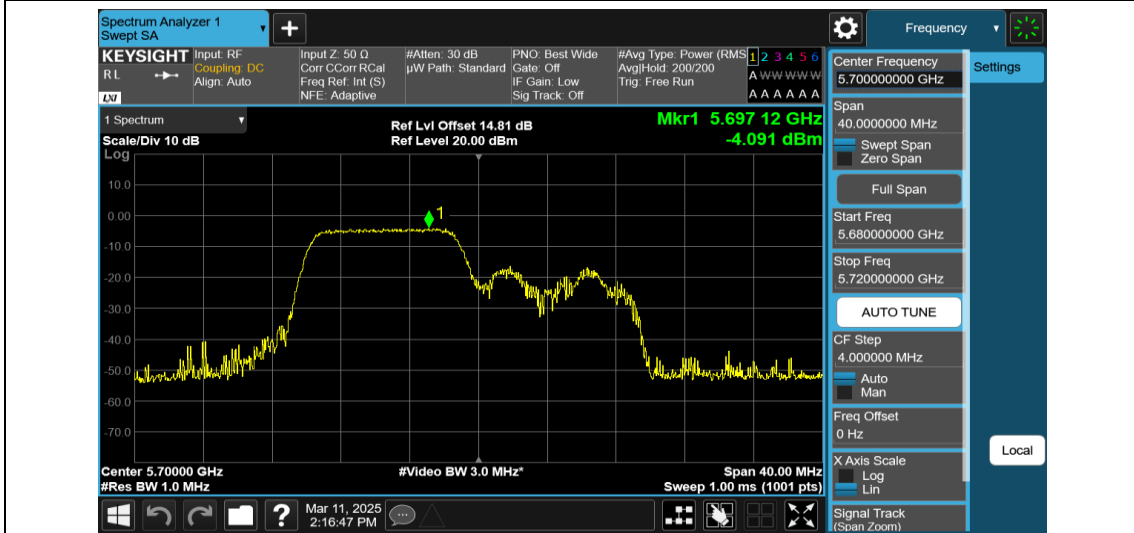 Spectrum Analyzer 1
Swept SA
Frequency
KEYSIGHT
RL
LXI
Input: RF
Coupling: DC
Align: Auto
Input Z: 50 Ω
Corr CCorr RCal
Freq Ref: Int (S)
NFE: Adaptive
#Atten: 30 dB
µW Path: Standard
PNO: Best Wide
Gate: Off
IF Gain: Low
Sig Track: Off
#Avg Type: Power (RMS
Avg|Hold: 200/200
Trig: Free Run
1 2 3 4 5 6
A W W W W W
A A A A A A
1 Spectrum
Scale/Div 10 dB
Log
Ref Lvl Offset 14.81 dB
Ref Level 20.00 dBm
Mkr1 5.697 12 GHz
-4.091 dBm
10.0
0.00
-10.0
-20.0
-30.0
-40.0
-50.0
-60.0
-70.0
1
Center 5.70000 GHz
#Res BW 1.0 MHz
#Video BW 3.0 MHz*
Span 40.00 MHz
Sweep 1.00 ms (1001 pts)
?
Mar 11, 2025
2:16:47 PM
Center Frequency
5.700000000 GHz
Span
40.0000000 MHz
Swept Span
Zero Span
Full Span
Start Freq
5.680000000 GHz
Stop Freq
5.720000000 GHz
AUTO TUNE
CF Step
4.000000 MHz
Auto
Man
Freq Offset
0 Hz
X Axis Scale
Log
Lin
Signal Track
(Span Zoom)
Settings
Local